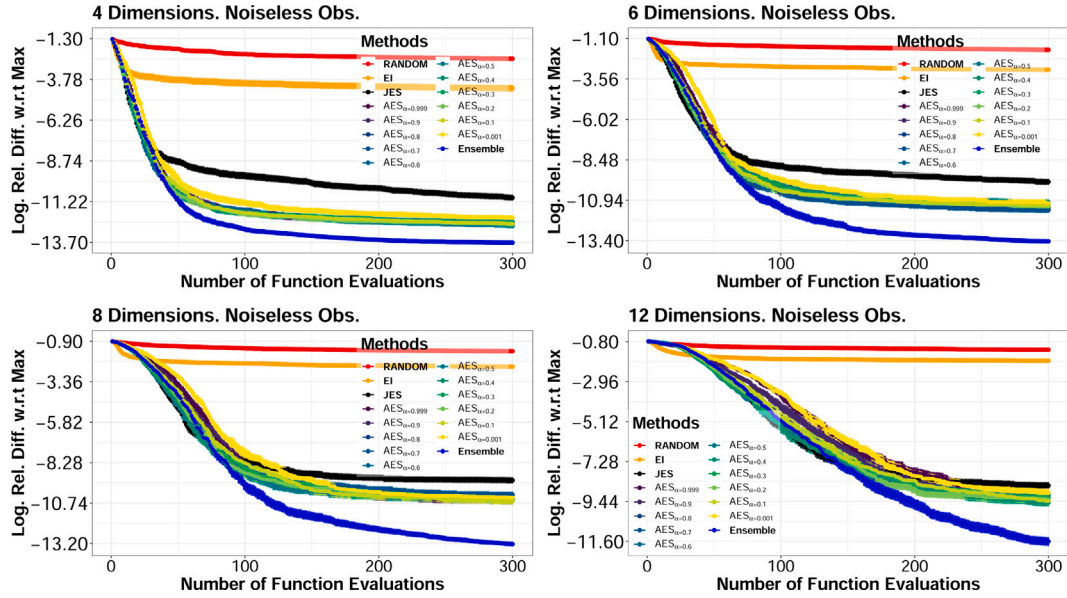 4 Dimensions. Noiseless Obs.
Log. Rel. Diff. w.r.t Max
−1.30
−3.78
−6.26
−8.74
−11.22
−13.70
Methods
RANDOM
EI
JES
AESα=0.999
AESα=0.9
AESα=0.8
AESα=0.7
AESα=0.6
AESα=0.5
AESα=0.4
AESα=0.3
AESα=0.2
AESα=0.1
AESα=0.001
Ensemble
0 100 200 300
Number of Function Evaluations
6 Dimensions. Noiseless Obs.
Log. Rel. Diff. w.r.t Max
−1.10
−3.56
−6.02
−8.48
−10.94
−13.40
Methods
RANDOM
EI
JES
AESα=0.999
AESα=0.9
AESα=0.8
AESα=0.7
AESα=0.6
AESα=0.5
AESα=0.4
AESα=0.3
AESα=0.2
AESα=0.1
AESα=0.001
Ensemble
0 100 200 300
Number of Function Evaluations
8 Dimensions. Noiseless Obs.
Log. Rel. Diff. w.r.t Max
−0.90
−3.36
−5.82
−8.28
−10.74
−13.20
Methods
RANDOM
EI
JES
AESα=0.999
AESα=0.9
AESα=0.8
AESα=0.7
AESα=0.6
AESα=0.5
AESα=0.4
AESα=0.3
AESα=0.2
AESα=0.1
AESα=0.001
Ensemble
0 100 200 300
Number of Function Evaluations
12 Dimensions. Noiseless Obs.
Log. Rel. Diff. w.r.t Max
−0.80
−2.96
−5.12
−7.28
−9.44
−11.60
Methods
RANDOM
EI
JES
AESα=0.999
AESα=0.9
AESα=0.8
AESα=0.7
AESα=0.6
AESα=0.5
AESα=0.4
AESα=0.3
AESα=0.2
AESα=0.1
AESα=0.001
Ensemble
0 100 200 300
Number of Function Evaluations